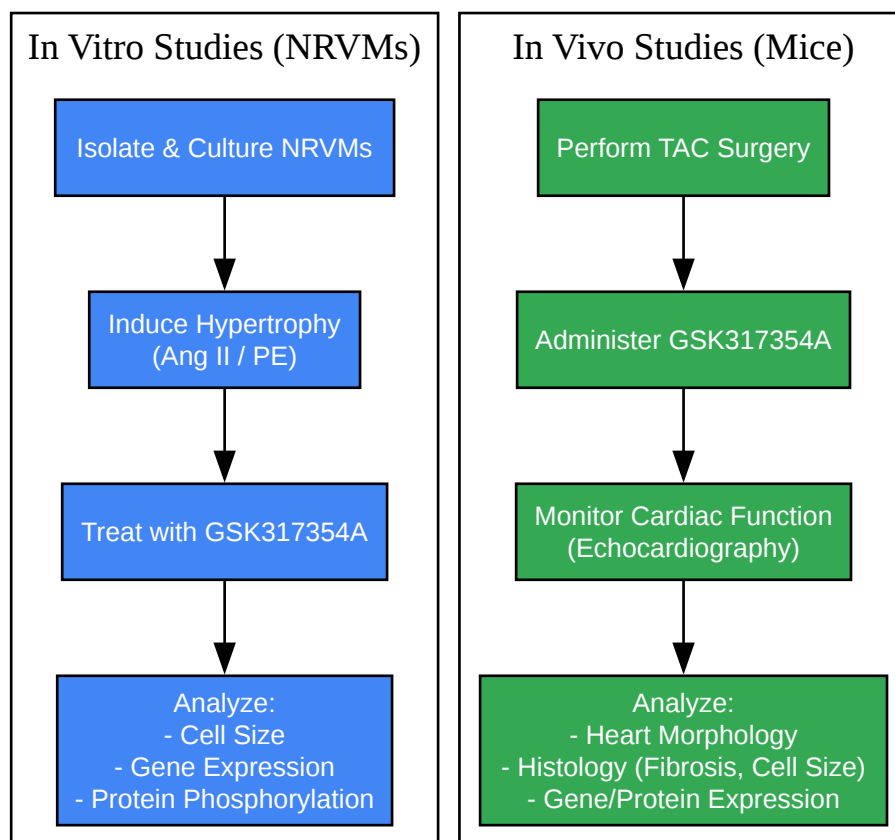 In Vitro Studies (NRVMs)
Isolate & Culture NRVMs
Induce Hypertrophy
(Ang II / PE)
Treat with GSK317354A
Analyze:
- Cell Size
- Gene Expression
- Protein Phosphorylation
In Vivo Studies (Mice)
Perform TAC Surgery
Administer GSK317354A
Monitor Cardiac Function
(Echocardiography)
Analyze:
- Heart Morphology
- Histology (Fibrosis, Cell Size)
- Gene/Protein Expression